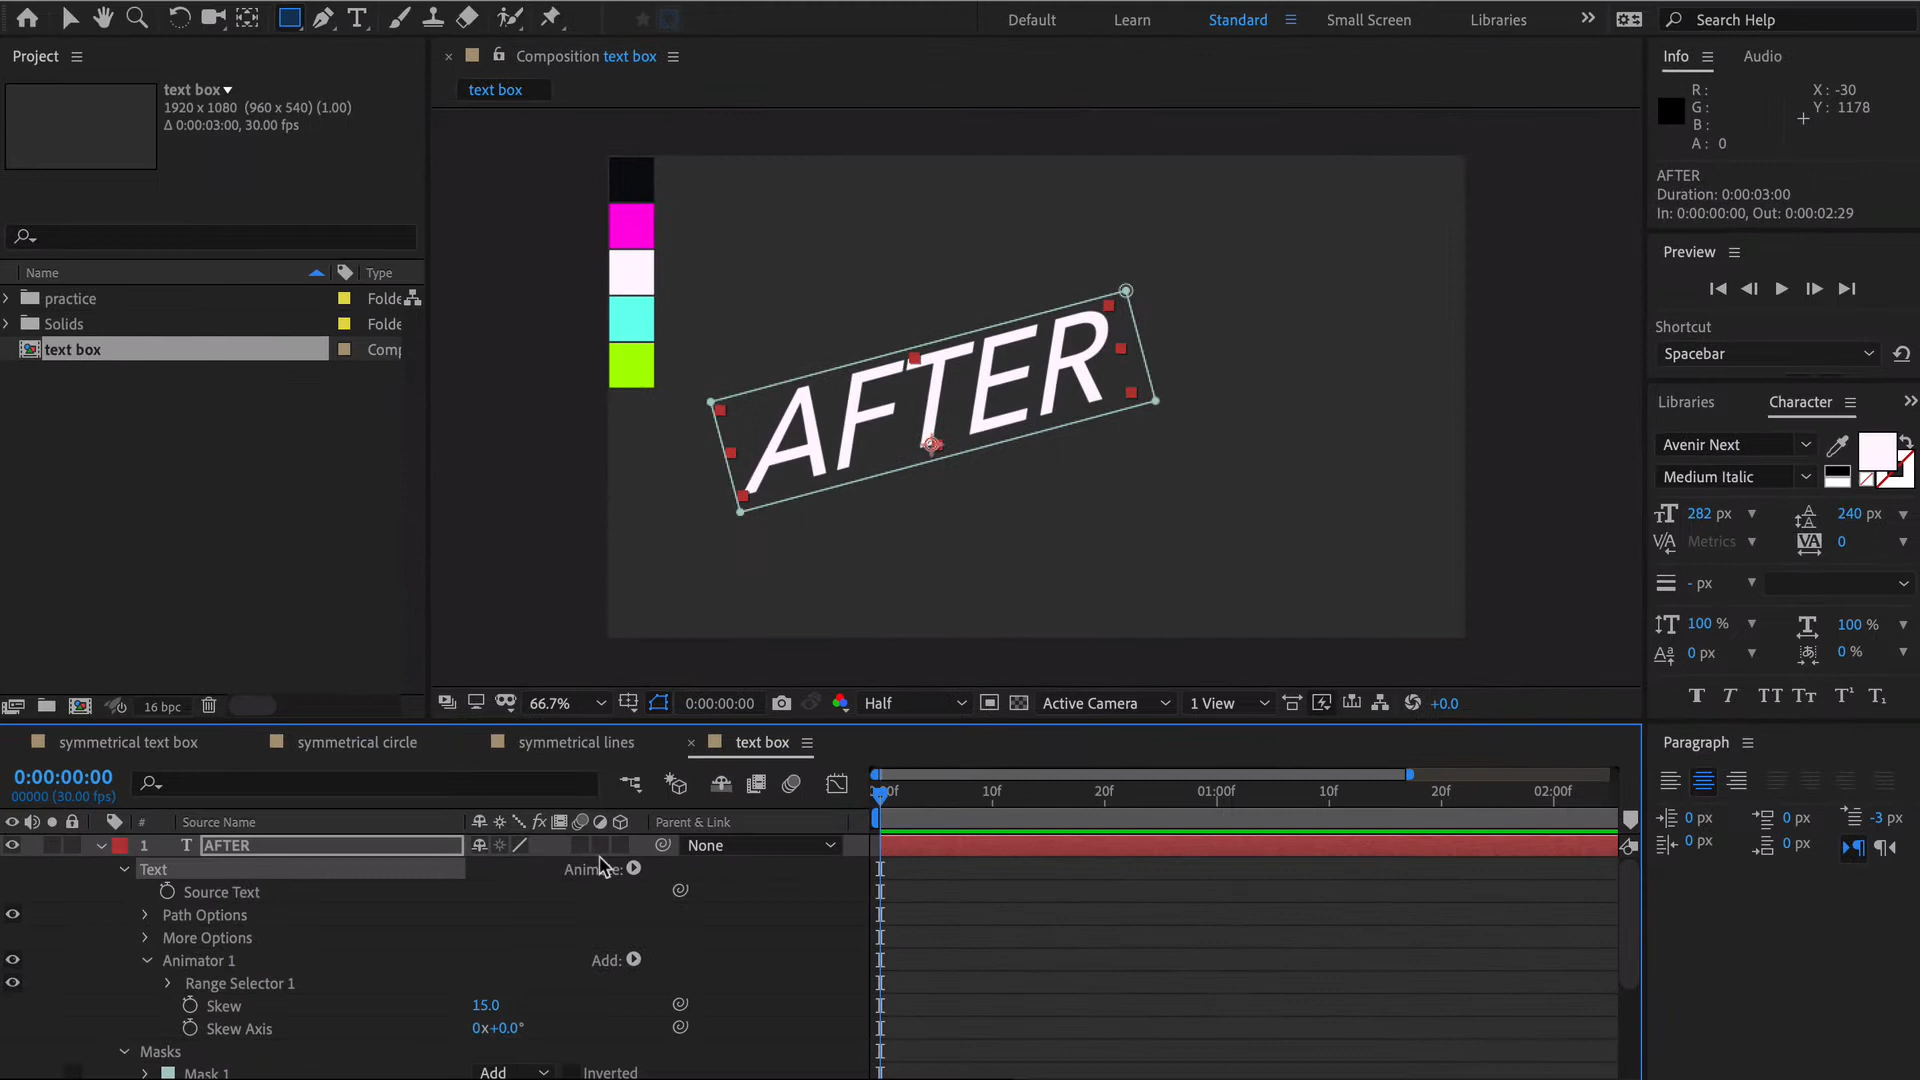 Default
Learn
Standard
Small Screen
Libraries
Search Help
Project
text box
1920 x 1080 (960 x 540) (1.00)
Δ 0:00:03:00, 30.00 fps
Name
Type
practice
Folde
Solids
Folde
text box
Comp
16 bpc
Composition text box
text box
AFTER
66.7%
0:00:00:00
Half
Active Camera
1 View
+0.0
Info
Audio
R :
G :
B :
A : 0
X : -30
Y : 1178
AFTER
Duration: 0:00:03:00
In: 0:00:00:00, Out: 0:00:02:29
Preview
Shortcut
Spacebar
Libraries
Character
Avenir Next
Medium Italic
282 px
240 px
Metrics
0
- px
100 %
100 %
0 px
0 %
Paragraph
0 px
0 px
-3 px
0 px
0 px
symmetrical text box
symmetrical circle
symmetrical lines
text box
0:00:00:00
00000 (30.00 fps)
:00f
10f
20f
01:00f
10f
20f
02:00f
#
Source Name
fx
Parent & Link
1
T
AFTER
None
Text
Animate:
Source Text
Path Options
More Options
Animator 1
Add:
Range Selector 1
Skew
15.0
Skew Axis
0x+0.0°
Masks
Mask 1
Add
Inverted